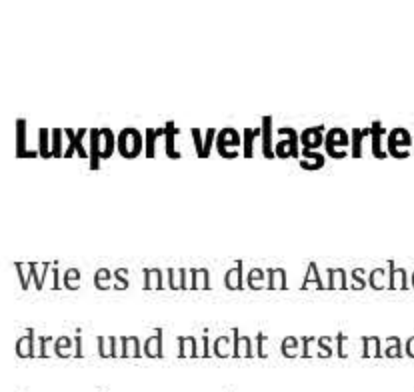 Luxport verlagerte
Wie es nun den
drei und nicht erst